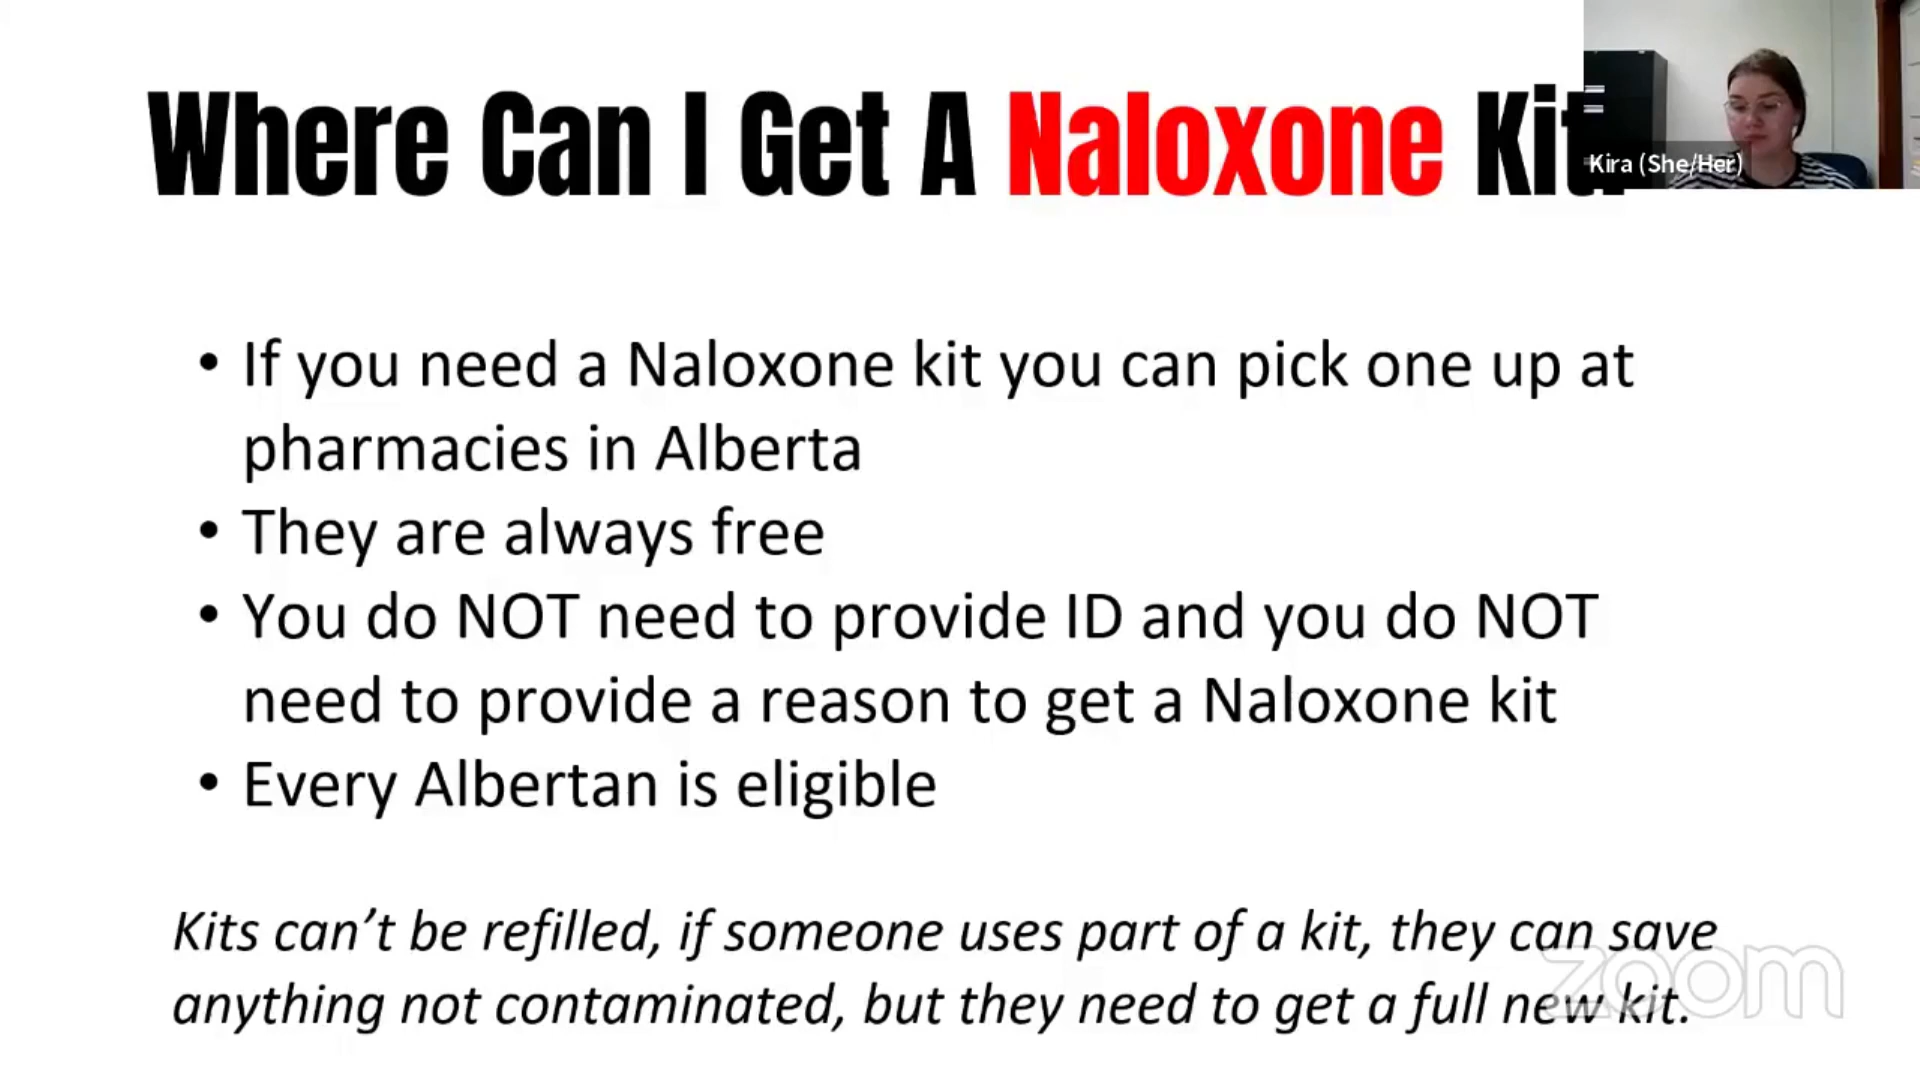 Where Can I Get A Naloxone Kit
Kira (She/Her)
• If you need a Naloxone kit you can pick one up at
pharmacies in Alberta
• They are always free
• You do NOT need to provide ID and you do NOT
need to provide a reason to get a Naloxone kit
• Every Albertan is eligible
Kits can’t be refilled, if someone uses part of a kit, they can save
anything not contaminated, but they need to get a full new kit.
zoom